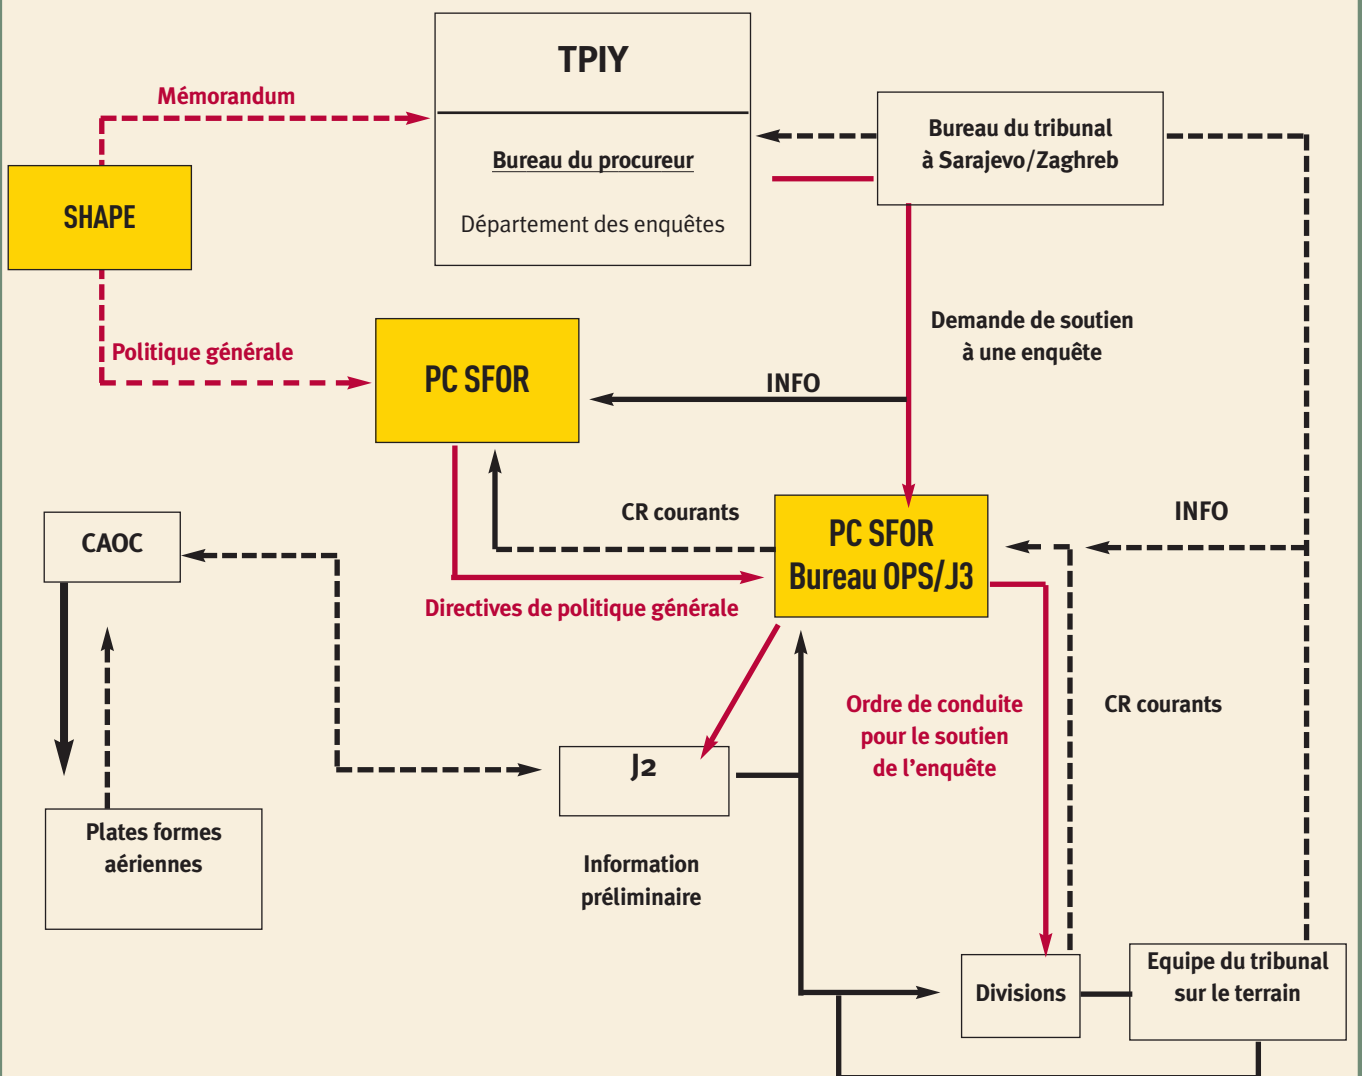 TPIY
Mémorandum
Bureau du tribunal
à Sarajevo/Zaghreb
Bureau du procureur
SHAPE
Département des enquêtes
Demande de soutien
à une enquête
Politique générale
PC SFOR
INFO
CR courants
INFO
CAOC
PC SFOR
Bureau OPS/J3
Directives de politique générale
Ordre de conduite
pour le soutien
de l'enquête
CR courants
J2
Plates formes
aériennes
Information
préliminaire
Equipe du tribunal
sur le terrain
Divisions